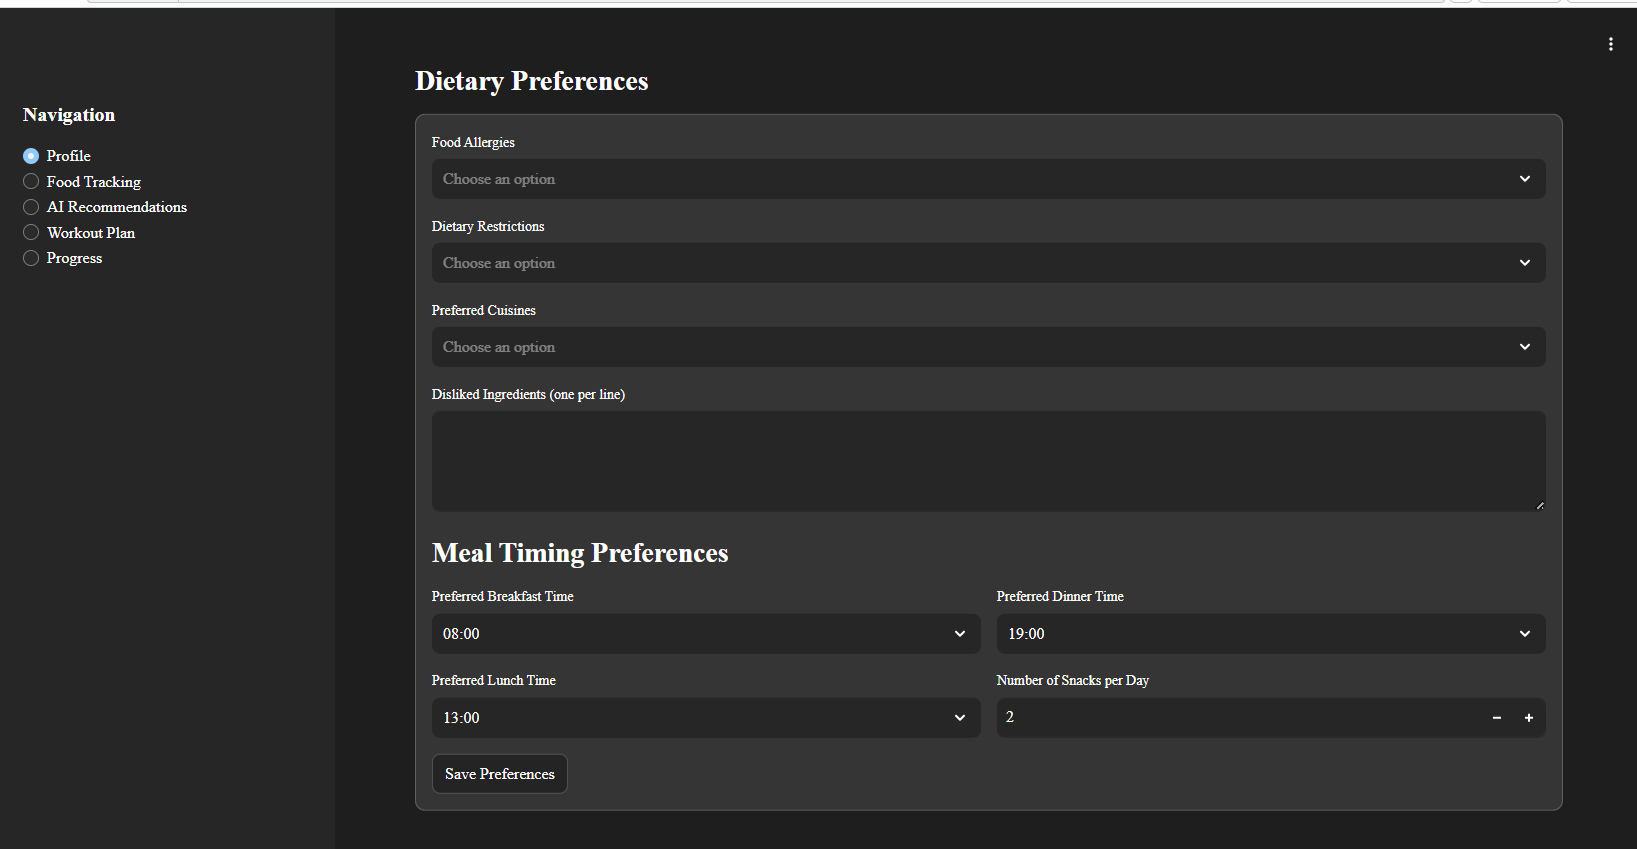 Navigation
Profile
Food Tracking
AI Recommendations
Workout Plan
Progress
Dietary Preferences
Food Allergies
Choose an option
Dietary Restrictions
Choose an option
Preferred Cuisines
Choose an option
Disliked Ingredients (one per line)
Meal Timing Preferences
Preferred Breakfast Time
08:00
Preferred Dinner Time
19:00
Preferred Lunch Time
13:00
Number of Snacks per Day
2
Save Preferences